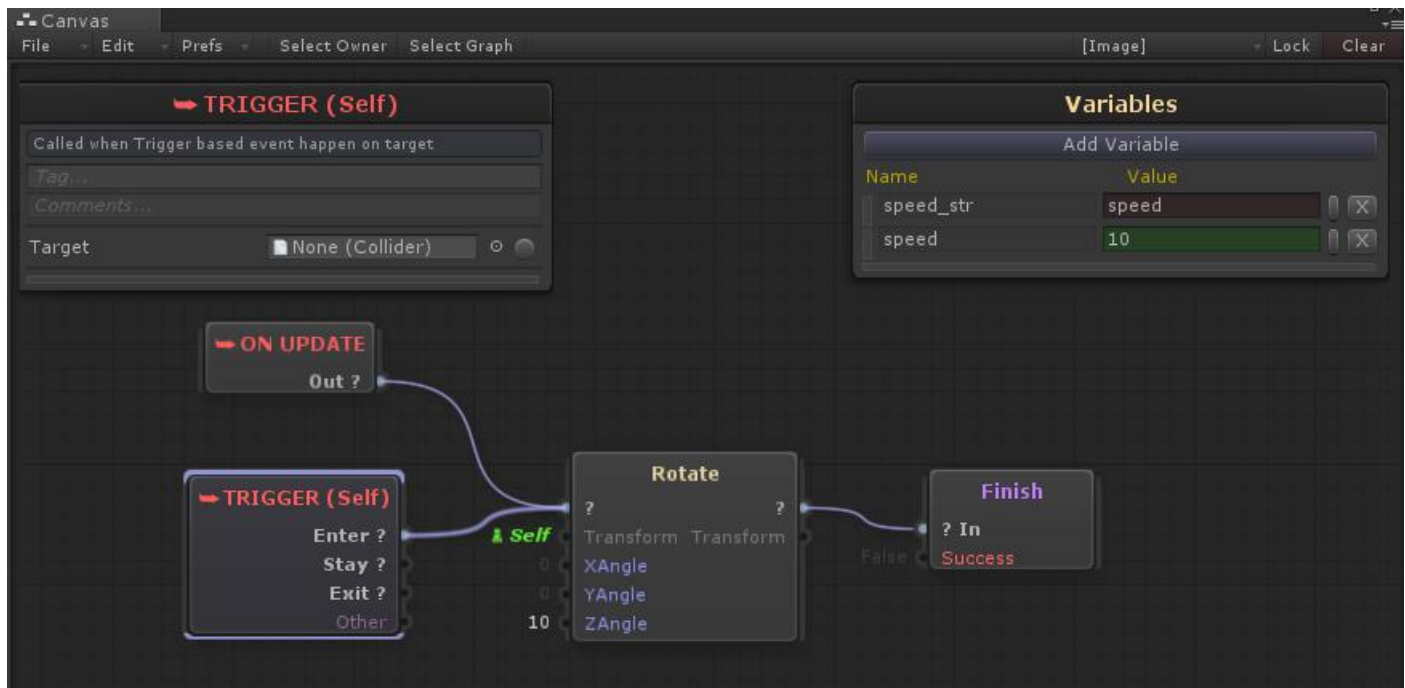 Canvas
File Edit Prefs Select Owner Select Graph [Image] Lock Clear
TRIGGER (Self)
Called when Trigger based event happen on target
Tag...
Comments...
Target None (Collider)
Variables
Add Variable
Name Value
speed_str speed X
speed 10 X
ON UPDATE
Out ?
TRIGGER (Self)
Enter ?
Stay ?
Exit ?
Other
Rotate
? ?
Self Transform Transform
0 XAngle
0 YAngle
10 ZAngle
Finish
? In
False Success